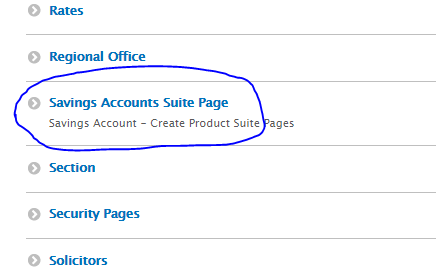 Rates
Regional Office
Savings Accounts Suite Page
Savings Account - Create Product Suite Pages
Section
Security Pages
Solicitors